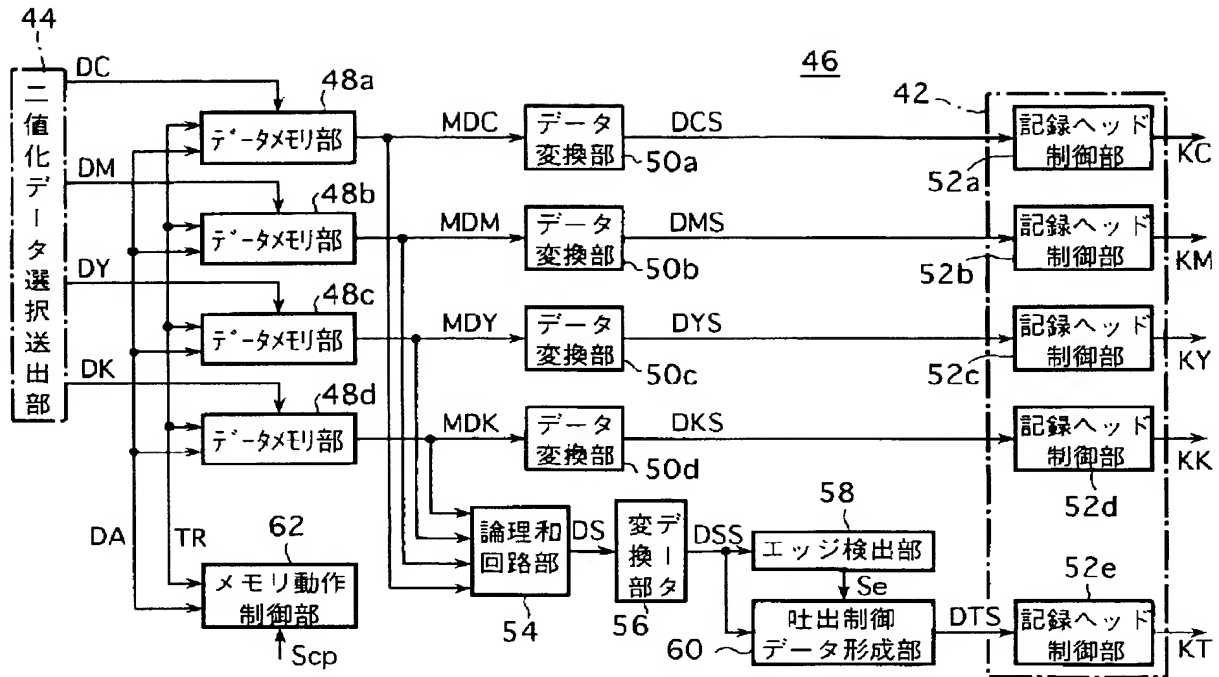 44
46
二値化データ選択送出部
DC
48a
データメモリ部
MDC
データ
変換部
50a
DCS
42
記録ヘッド
制御部
52a
KC
DM
48b
データメモリ部
MDM
データ
変換部
50b
DMS
記録ヘッド
制御部
52b
KM
DY
48c
データメモリ部
MDY
データ
変換部
50c
DYS
記録ヘッド
制御部
52c
KY
DK
48d
データメモリ部
MDK
データ
変換部
50d
DKS
記録ヘッド
制御部
52d
KK
DA
TR
62
メモリ動作
制御部
Scp
論理和
回路部
54
DS
データ
変換部
56
DSS
58
エッジ検出部
Se
吐出制御
データ形成部
60
DTS
52e
記録ヘッド
制御部
KT